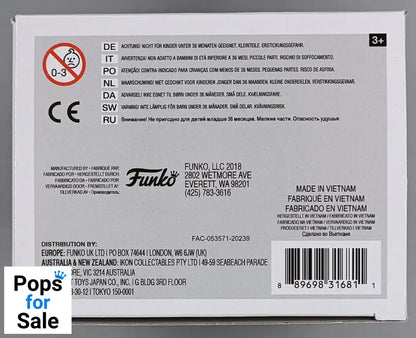 0-3
DE ACHTUNG! NICHT FÜR KINDER UNTER 36 MONATEN GEEIGNET. KLEINTEILE. ERSTICKUNGSGEFAHR.
IT AVVERTENZA! NON ADATTO A BAMBINI DI ETÀ INFERIORE A 36 MESI. PICCOLE PARTI. RISCHIO DI SOFFOCAMENTO.
PO ATENÇÃO! CONTRA-INDICADO PARA CRIANÇAS COM MENOS DE 36 MESES. PEQUENAS PARTES. RISCO DE ASFIXIA.
NL WAARSCHUWING! NIET GESCHIKT VOOR KINDEREN JONGER DAN 36 MAANDEN. KLEINE ONDERDELEN. VERSTIKKINGSGEVAAR.
DA ADVARSEL! IKKE EGNET TIL BØRN UNDER 36 MÅNEDER. SMÅ DELE. KVÆLNINGSFARE.
SW VARNING! INTE LÄMPLIG FÖR BARN UNDER 36 MÅNADER. SMÅ DELAR. KVÄVNINGSRISK.
RU Внимание! Не пригодно для детей младше 36 месяцев. Мелкие части. Опасность удушья.
3+
CE
MANUFACTURED BY • FABRIQUÉ PAR
FABRICADO POR • HERGESTELLT DURCH
FABRICATO DA • FABRICADO POR
VERVAARDIGD DOOR • FREMSTILLET AF
TILLVERKAD AV •
Funko
FUNKO, LLC 2018
2802 WETMORE AVE
EVERETT, WA 98201
(425) 783-3616
MADE IN VIETNAM
FABRIQUÉ EN VIETNAM
FABRICADO EN VIETNAM
HERGESTELLT IN VIETNAM • FABBRICATO IN VIETNAM
FABRICADO NO VIETNAM • VERVAARDIGD IN VIETNAM
PRODUCERET I VIETNAM • TILLVERKAD I VIETNAM
Сделано во Вьетнаме
FAC-053571-20239
DISTRIBUTION BY:
EUROPE: FUNKO UK LTD | PO BOX 74644 | LONDON, W6 6JW (UK)
AUSTRALIA & NEW ZEALAND: IKON COLLECTABLES PTY LTD | 49-59 SEABEACH PARADE
VIC 3214 AUSTRALIA
TOYS JAPAN CO., INC. | G BLDG 3RD FLOOR
-30-12 | TOKYO 150-0001
8 89698 31681 1
Pops
for
Sale